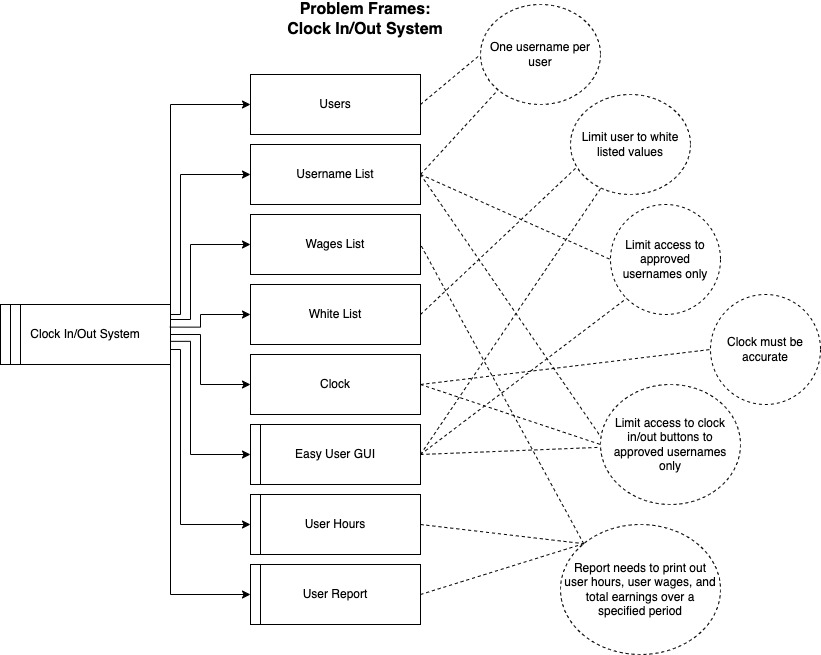 Problem Frames:
Clock In/Out System
One username per
user
Users
Limit user to white
listed values
Username List
Wages List
Limit access to
approved
usernames only
White List
Clock In/Out System
Clock must be
accurate
Clock
Limit access to clock
in/out buttons to
approved usernames
only
Easy User GUI
User Hours
Report needs to print out
user hours, user wages, and
total earnings over a
specified period
User Report